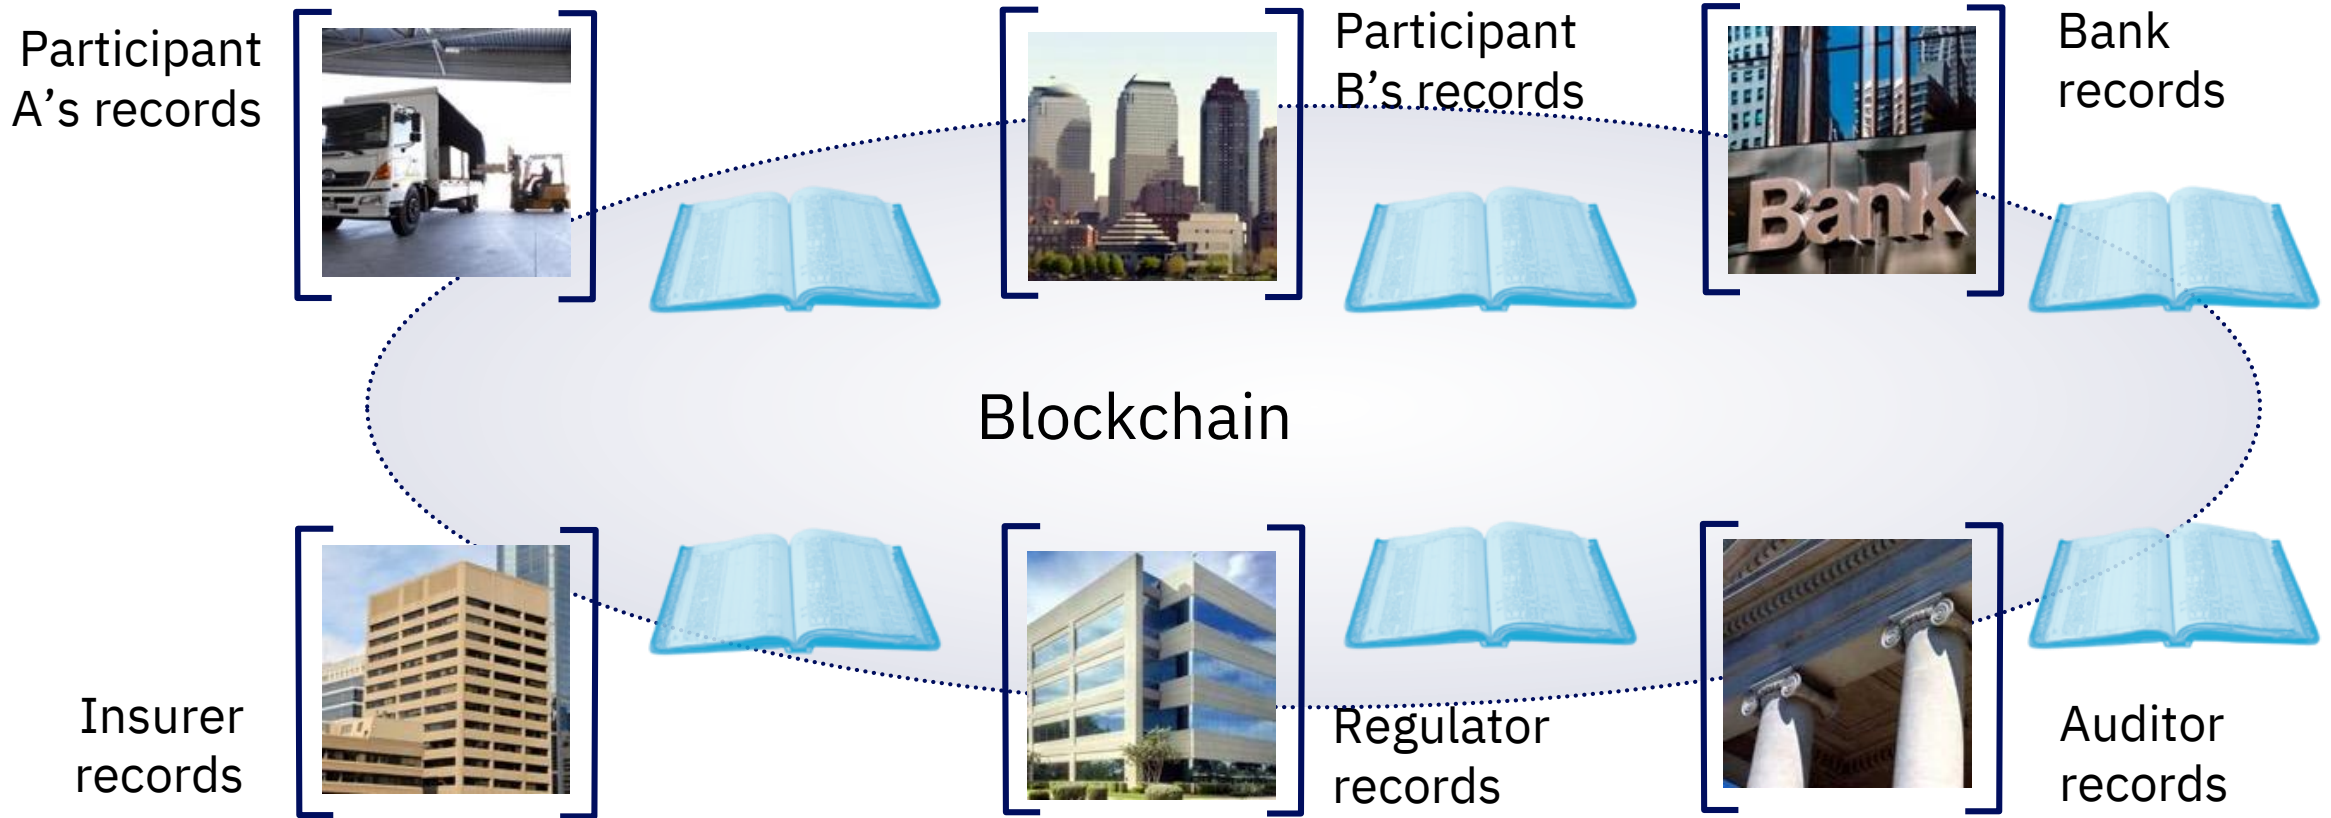 Participant
A’s records
Participant
B’s records
Bank
records
Bank
Blockchain
Insurer
records
Regulator
records
Auditor
records